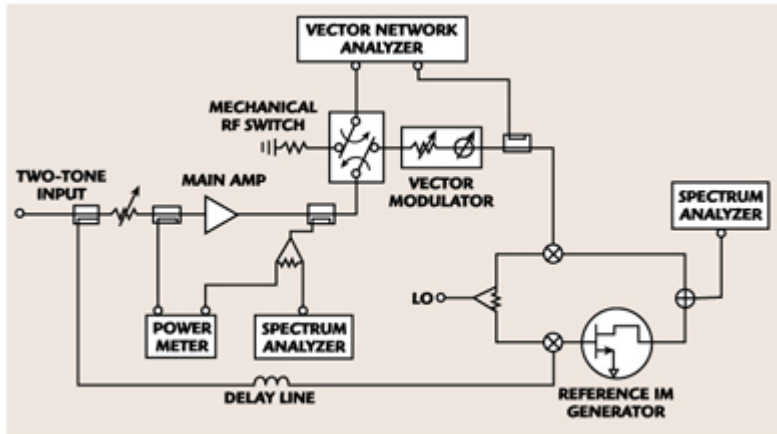 VECTOR NETWORK
ANALYZER
MECHANICAL
RF SWITCH
TWO-TONE
INPUT
MAIN AMP
VECTOR
MODULATOR
SPECTRUM
ANALYZER
LO
POWER
METER
SPECTRUM
ANALYZER
DELAY LINE
REFERENCE IM
GENERATOR